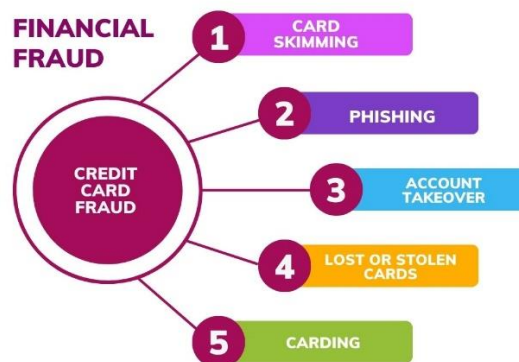 FINANCIAL
FRAUD
CREDIT
CARD
FRAUD
1
CARD
SKIMMING
2
PHISHING
3
ACCOUNT
TAKEOVER
4
LOST OR STOLEN
CARDS
5
CARDING